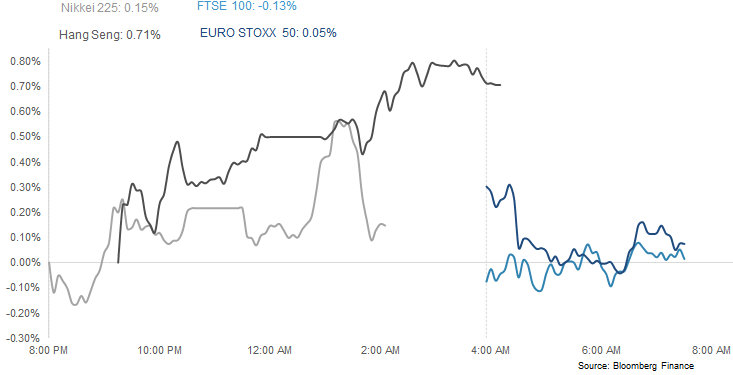 Nikkei 225: 0.15%
FTSE 100: -0.13%
Hang Seng: 0.71%
EURO STOXX 50: 0.05%
0.80%
0.70%
0.60%
0.50%
0.40%
0.30%
0.20%
0.10%
0.00%
-0.10%
-0.20%
-0.30%
8:00 PM 10:00 PM 12:00 AM 2:00 AM 4:00 AM 6:00 AM 8:00 AM
Source: Bloomberg Finance